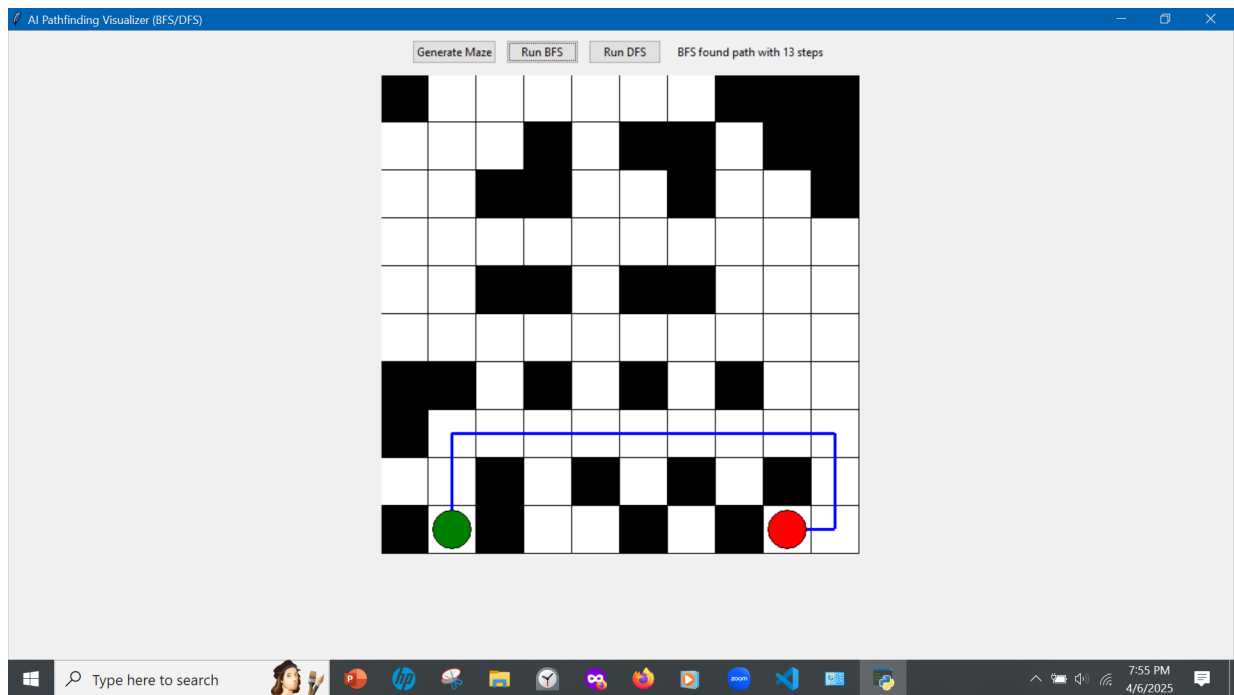 AI Pathfinding Visualizer (BFS/DFS)
Generate Maze Run BFS Run DFS BFS found path with 13 steps
Type here to search
P
hp
zoom
7:55 PM
4/6/2025